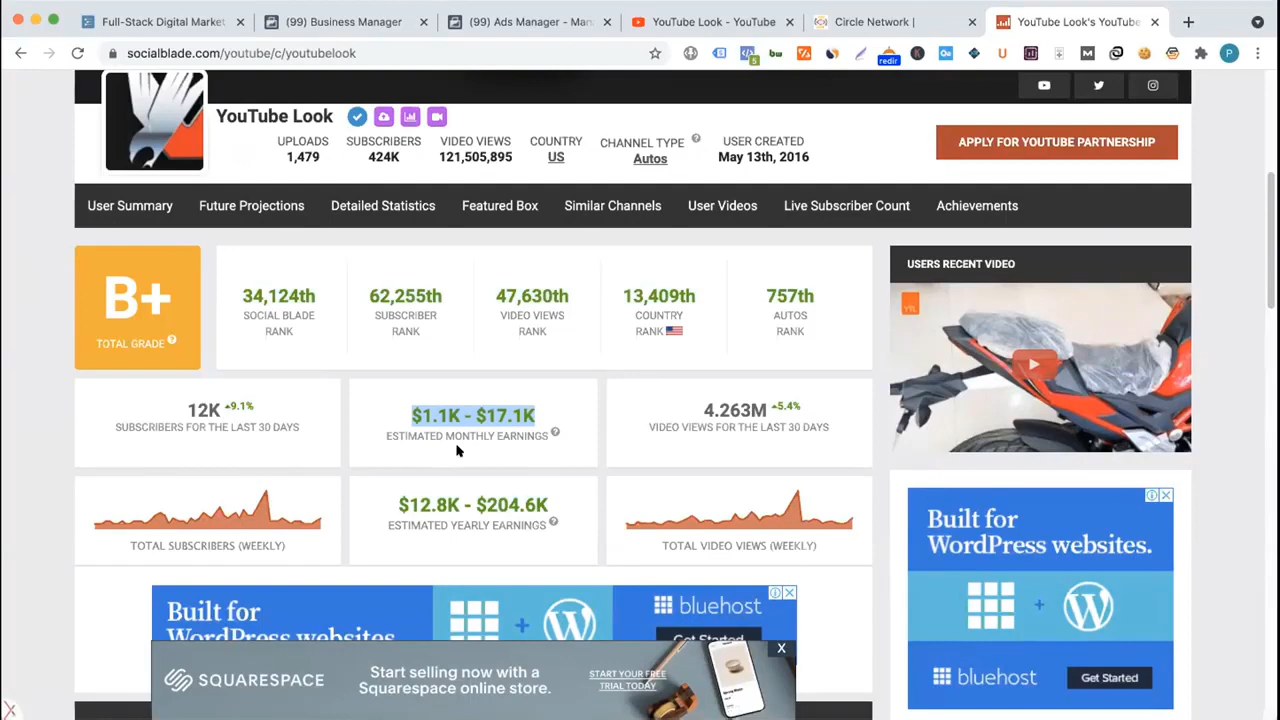 Full-Stack Digital Market
(99) Business Manager
(99) Ads Manager - Man
YouTube Look - YouTube
Circle Network |
YouTube Look's YouTube
socialblade.com/youtube/c/youtubelook
5
redir
P
YouTube Look
UPLOADS
1,479
SUBSCRIBERS
424K
VIDEO VIEWS
121,505,895
COUNTRY
US
CHANNEL TYPE
Autos
USER CREATED
May 13th, 2016
APPLY FOR YOUTUBE PARTNERSHIP
User Summary
Future Projections
Detailed Statistics
Featured Box
Similar Channels
User Videos
Live Subscriber Count
Achievements
B+
TOTAL GRADE
34,124th
SOCIAL BLADE
RANK
62,255th
SUBSCRIBER
RANK
47,630th
VIDEO VIEWS
RANK
13,409th
COUNTRY
RANK
757th
AUTOS
RANK
USERS RECENT VIDEO
12K 9.1%
SUBSCRIBERS FOR THE LAST 30 DAYS
$1.1K - $17.1K
ESTIMATED MONTHLY EARNINGS
4.263M 5.4%
VIDEO VIEWS FOR THE LAST 30 DAYS
TOTAL SUBSCRIBERS (WEEKLY)
$12.8K - $204.6K
ESTIMATED YEARLY EARNINGS
TOTAL VIDEO VIEWS (WEEKLY)
Built for
WordPress websites.
bluehost
Get Started
Built for
WordPress websites
bluehost
Get Started
X
SQUARESPACE
Start selling now with a
Squarespace online store.
START YOUR FREE
TRIAL TODAY